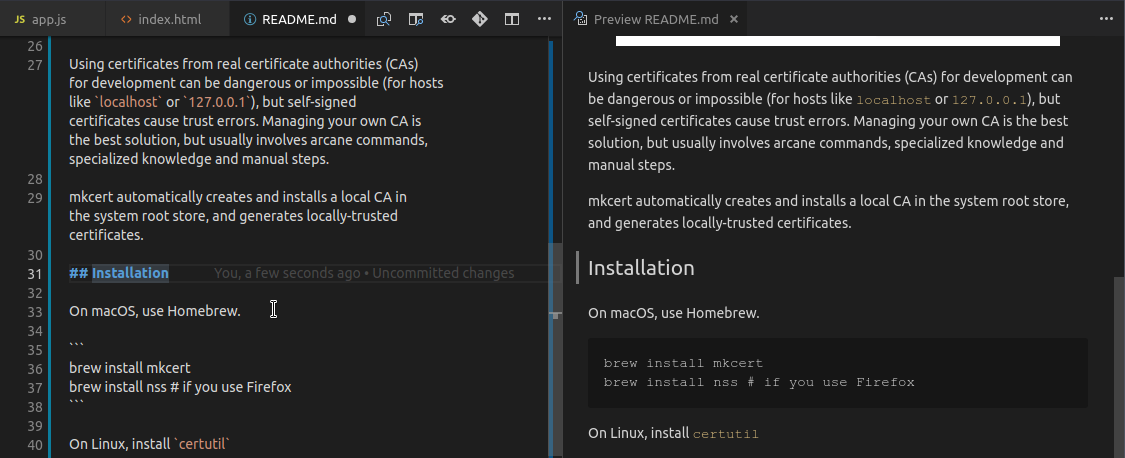 JS app.js <> index.html README.md Preview README.md
26
27 Using certificates from real certificate authorities (CAs)
for development can be dangerous or impossible (for hosts
like `localhost` or `127.0.0.1`), but self-signed
certificates cause trust errors. Managing your own CA is
the best solution, but usually involves arcane commands,
specialized knowledge and manual steps.
28
29 mkcert automatically creates and installs a local CA in
the system root store, and generates locally-trusted
certificates.
30
31 ## Installation You, a few seconds ago • Uncommitted changes
32
33 On macOS, use Homebrew.
34
35 ```
36 brew install mkcert
37 brew install nss # if you use Firefox
38 ```
39
40 On Linux, install `certutil`
Using certificates from real certificate authorities (CAs) for development can
be dangerous or impossible (for hosts like localhost or 127.0.0.1), but
self-signed certificates cause trust errors. Managing your own CA is the best
solution, but usually involves arcane commands, specialized knowledge and
manual steps.
mkcert automatically creates and installs a local CA in the system root store,
and generates locally-trusted certificates.
Installation
On macOS, use Homebrew.
brew install mkcert
brew install nss # if you use Firefox
On Linux, install certutil